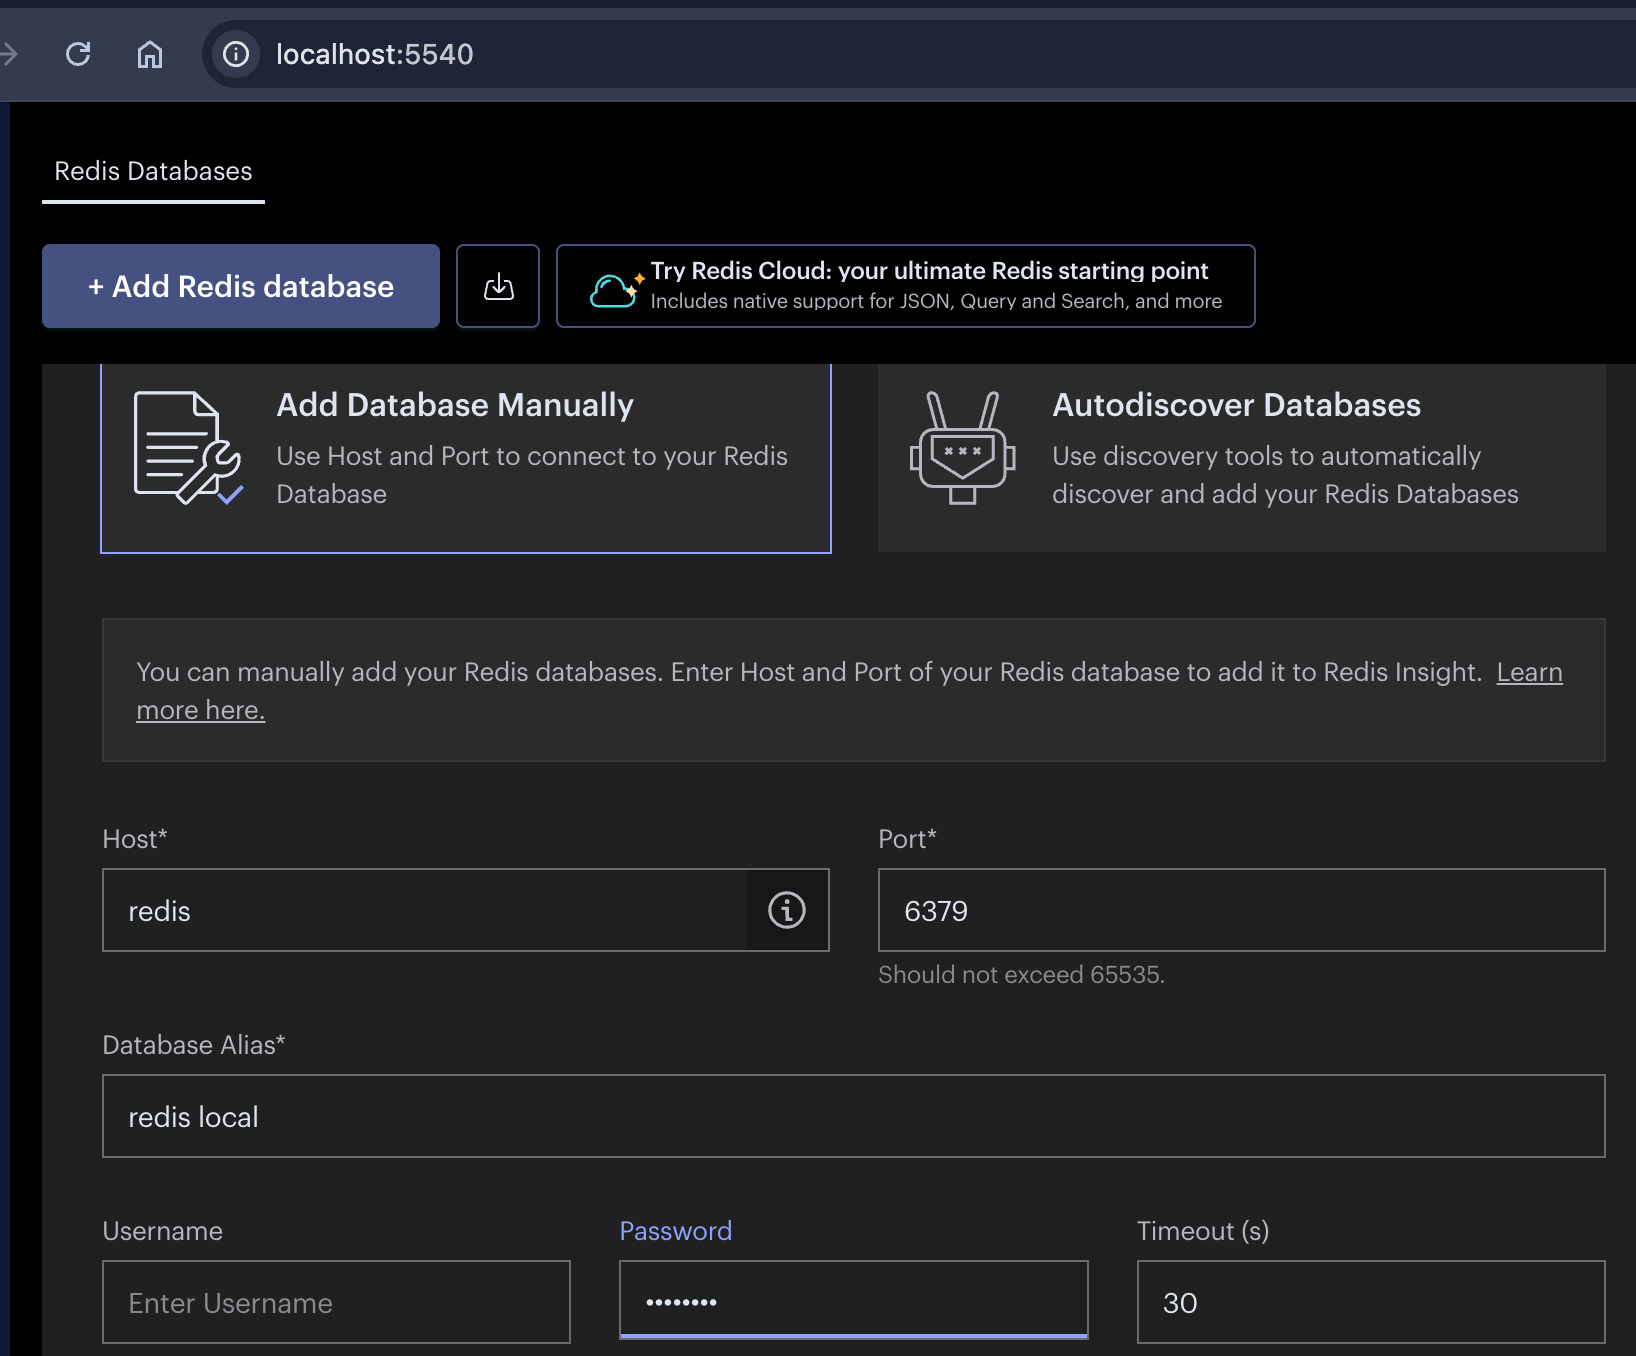 localhost:5540
Redis Databases
+ Add Redis database
Try Redis Cloud: your ultimate Redis starting point
Includes native support for JSON, Query and Search, and more
Add Database Manually
Use Host and Port to connect to your Redis
Database
Autodiscover Databases
Use discovery tools to automatically
discover and add your Redis Databases
You can manually add your Redis databases. Enter Host and Port of your Redis database to add it to Redis Insight. Learn
more here.
Host*
Port*
redis
6379
Should not exceed 65535.
Database Alias*
redis local
Username
Password
Timeout (s)
Enter Username
••••••••
30